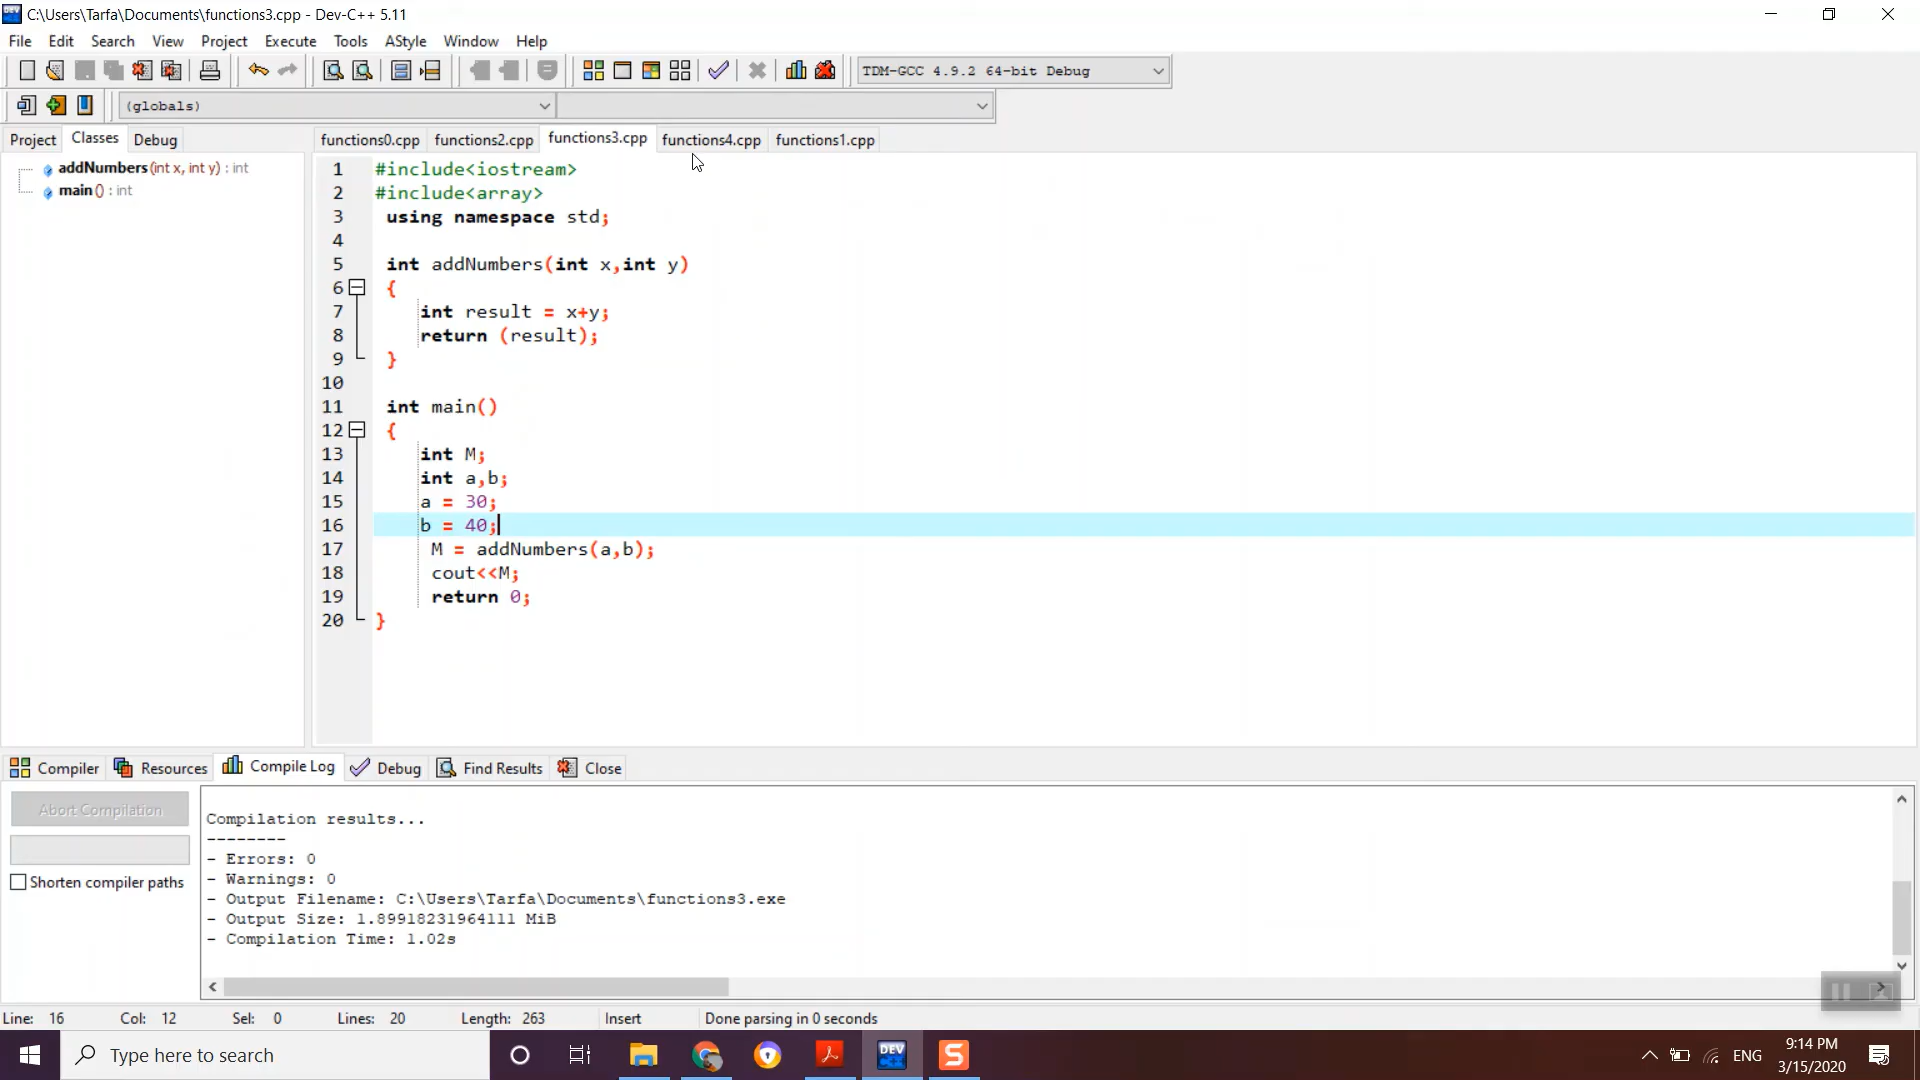 C:\Users\Tarfa\Documents\functions3.cpp - Dev-C++ 5.11
File Edit Search View Project Execute Tools AStyle Window Help
TDM-GCC 4.9.2 64-bit Debug
(globals)
Project Classes Debug
functions0.cpp functions2.cpp functions3.cpp functions4.cpp functions1.cpp
addNumbers (int x, int y) : int
main () : int
1 #include<iostream>
2 #include<array>
3 using namespace std;
4
5 int addNumbers(int x,int y)
6 {
7 int result = x+y;
8 return (result);
9 }
10
11 int main()
12 {
13 int M;
14 int a,b;
15 a = 30;
16 b = 40;
17 M = addNumbers(a,b);
18 cout<<M;
19 return 0;
20 }
Compiler Resources Compile Log Debug Find Results Close
Abort Compilation
Shorten compiler paths
Compilation results...
--------
- Errors: 0
- Warnings: 0
- Output Filename: C:\Users\Tarfa\Documents\functions3.exe
- Output Size: 1.89918231964111 MiB
- Compilation Time: 1.02s
Line: 16 Col: 12 Sel: 0 Lines: 20 Length: 263 Insert Done parsing in 0 seconds
Type here to search
DEV
S
ENG
9:14 PM
3/15/2020